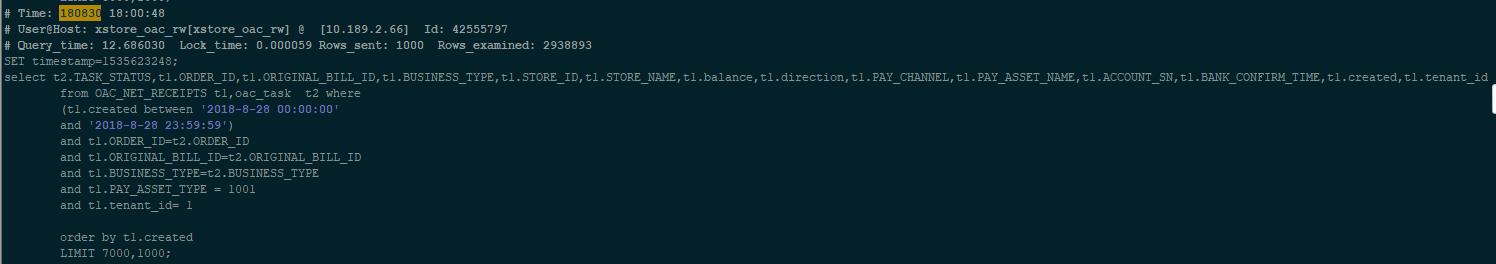 # Time: 180830 18:00:48
# User@Host: xstore_oac_rw[xstore_oac_rw] @  [10.189.2.66]  Id: 42555797
# Query_time: 12.686030  Lock_time: 0.000059 Rows_sent: 1000  Rows_examined: 2938893
SET timestamp=1535623248;
select t2.TASK_STATUS,t1.ORDER_ID,t1.ORIGINAL_BILL_ID,t1.BUSINESS_TYPE,t1.STORE_ID,t1.STORE_NAME,t1.balance,t1.direction,t1.PAY_CHANNEL,t1.PAY_ASSET_NAME,t1.ACCOUNT_SN,t1.BANK_CONFIRM_TIME,t1.created,t1.tenant_id
from OAC_NET_RECEIPTS t1,oac_task  t2 where
(t1.created between '2018-8-28 00:00:00'
and '2018-8-28 23:59:59')
and t1.ORDER_ID=t2.ORDER_ID
and t1.ORIGINAL_BILL_ID=t2.ORIGINAL_BILL_ID
and t1.BUSINESS_TYPE=t2.BUSINESS_TYPE
and t1.PAY_ASSET_TYPE = 1001
and t1.tenant_id= 1
order by t1.created
LIMIT 7000,1000;